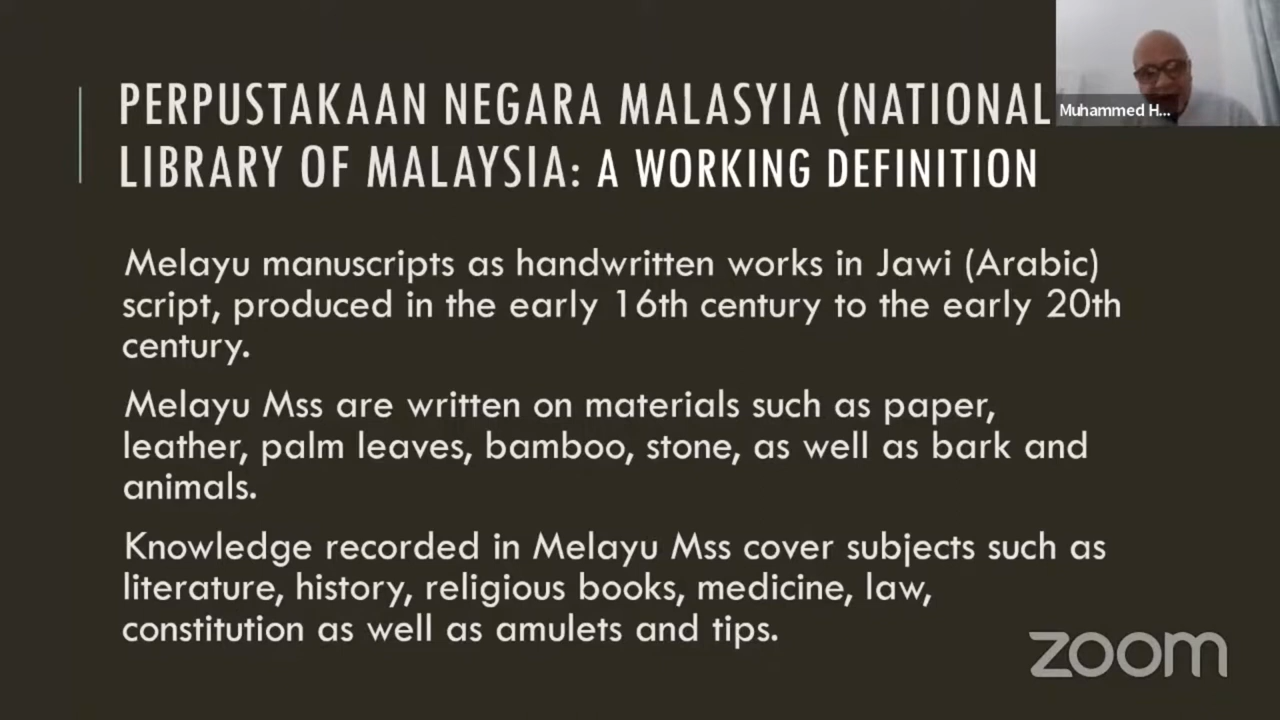 PERPUSTAKAAN NEGARA MALASYIA (NATIONAL
LIBRARY OF MALAYSIA: A WORKING DEFINITION
Muhammed H...
Melayu manuscripts as handwritten works in Jawi (Arabic)
script, produced in the early 16th century to the early 20th
century.
Melayu Mss are written on materials such as paper,
leather, palm leaves, bamboo, stone, as well as bark and
animals.
Knowledge recorded in Melayu Mss cover subjects such as
literature, history, religious books, medicine, law,
constitution as well as amulets and tips.
zoom